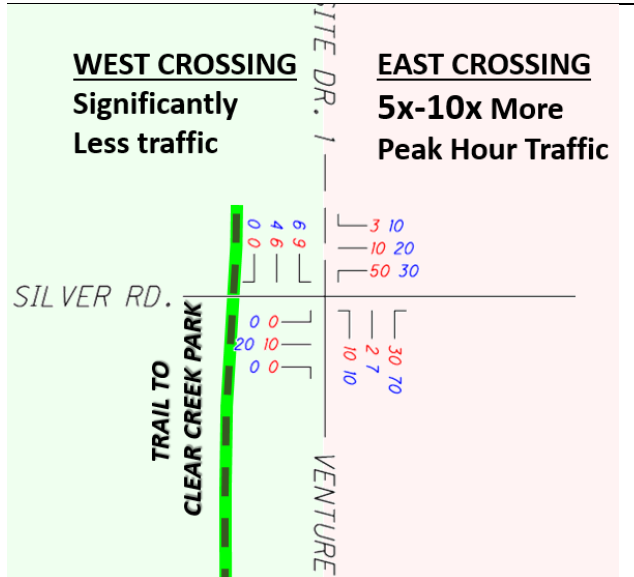 WEST CROSSING
Significantly
Less traffic
SITE DR. 1
EAST CROSSING
5x-10x More
Peak Hour Traffic
0 4 6
0 6 9
3 10
10 20
50 30
SILVER RD.
0 0
20 10
0 0
10 10
2 7
30 70
TRAIL TO
CLEAR CREEK PARK
VENTURE